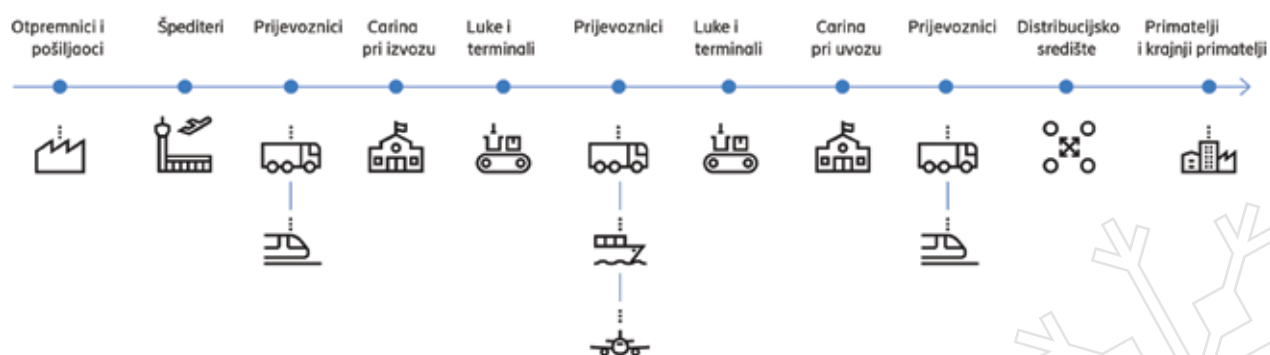 Otpremnici i
pošiljaoci
Špediteri
Prijevoznici
Carina
pri izvozu
Luke i
terminali
Prijevoznici
Luke i
terminali
Carina
pri uvozu
Prijevoznici
Distribucijsko
središte
Primatelji
i krajnji primatelji